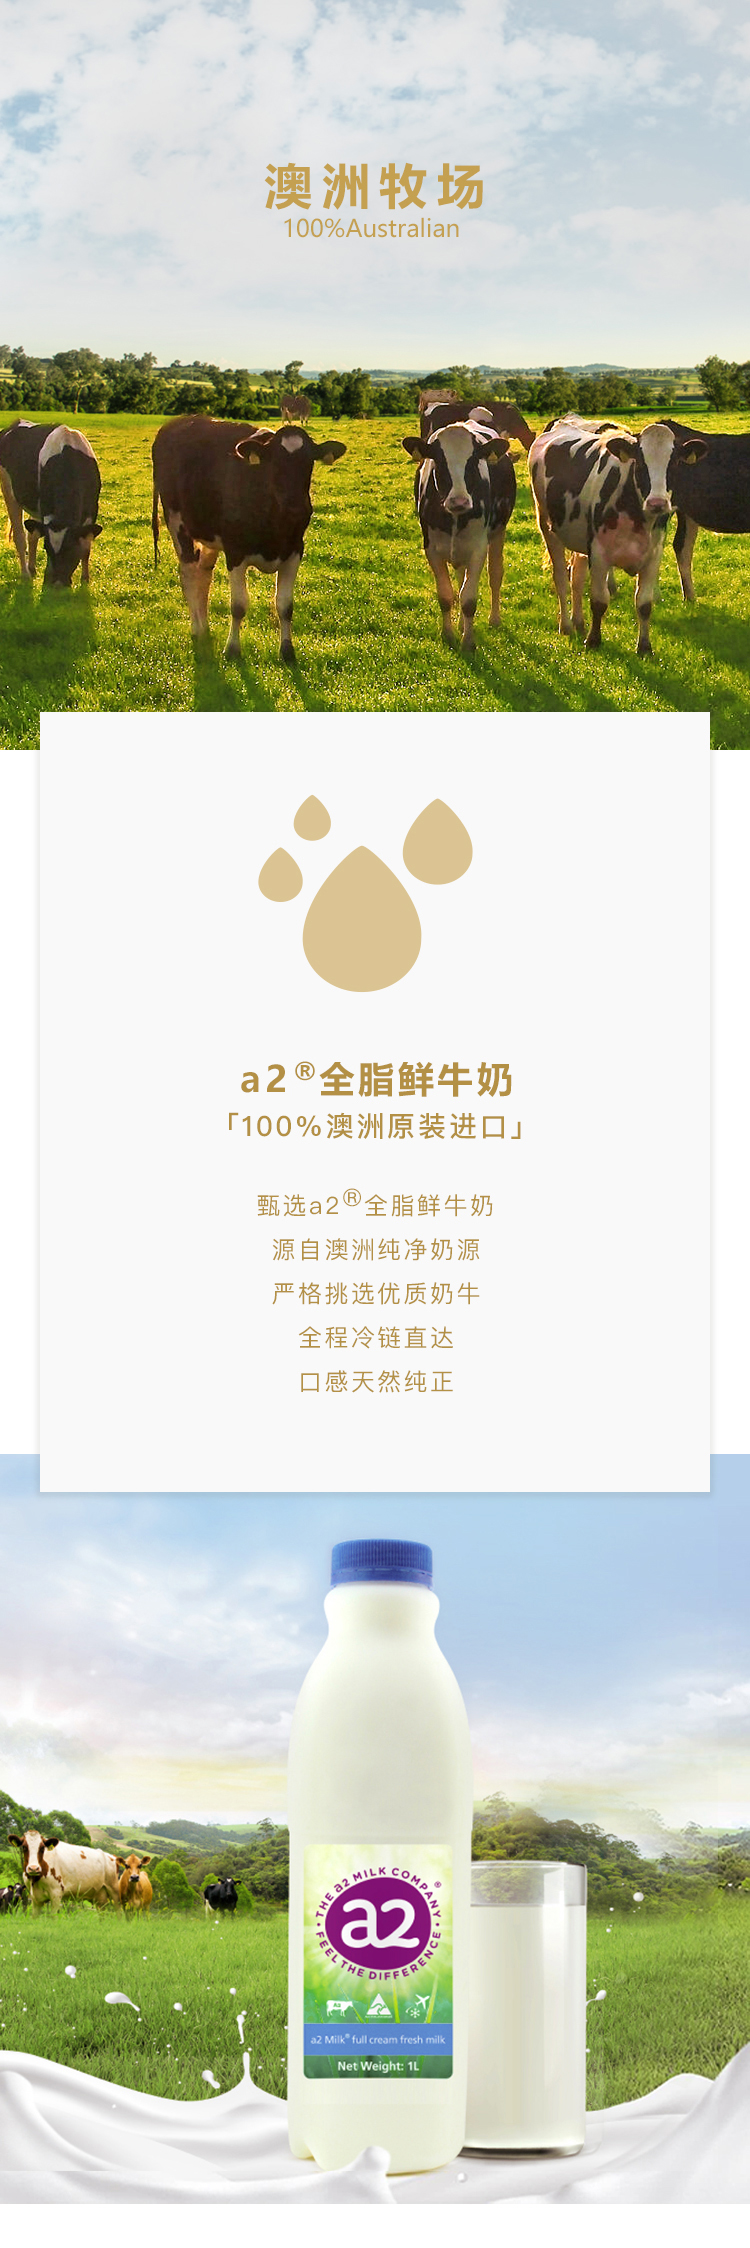 澳洲牧场
100%Australian
a2®全脂鲜牛奶
「100%澳洲原装进口」
甄选a2®全脂鲜牛奶
源自澳洲纯净奶源
严格挑选优质奶牛
全程冷链直达
口感天然纯正
THE a2 MILK COMPANY
®
a2
FEEL THE DIFFERENCE
a2 Milk® full cream fresh milk
Net Weight: 1L